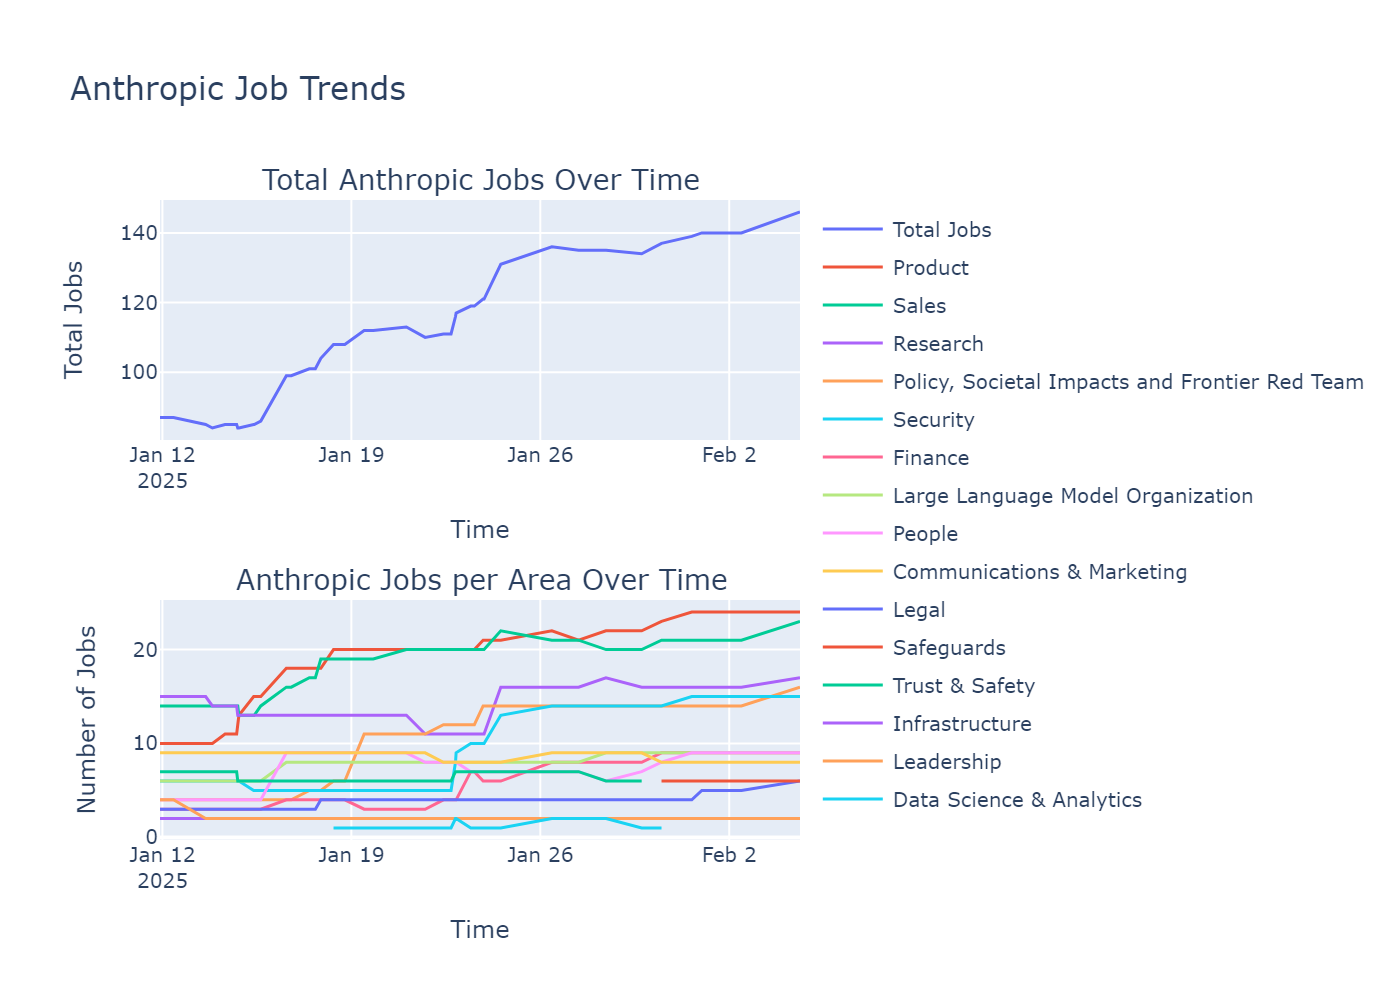 Anthropic Job Trends
Total Anthropic Jobs Over Time
Total Jobs
140
120
100
Jan 12
2025
Jan 19
Jan 26
Feb 2
Time
Anthropic Jobs per Area Over Time
Number of Jobs
20
10
0
Jan 12
2025
Jan 19
Jan 26
Feb 2
Time
Total Jobs
Product
Sales
Research
Policy, Societal Impacts and Frontier Red Team
Security
Finance
Large Language Model Organization
People
Communications & Marketing
Legal
Safeguards
Trust & Safety
Infrastructure
Leadership
Data Science & Analytics